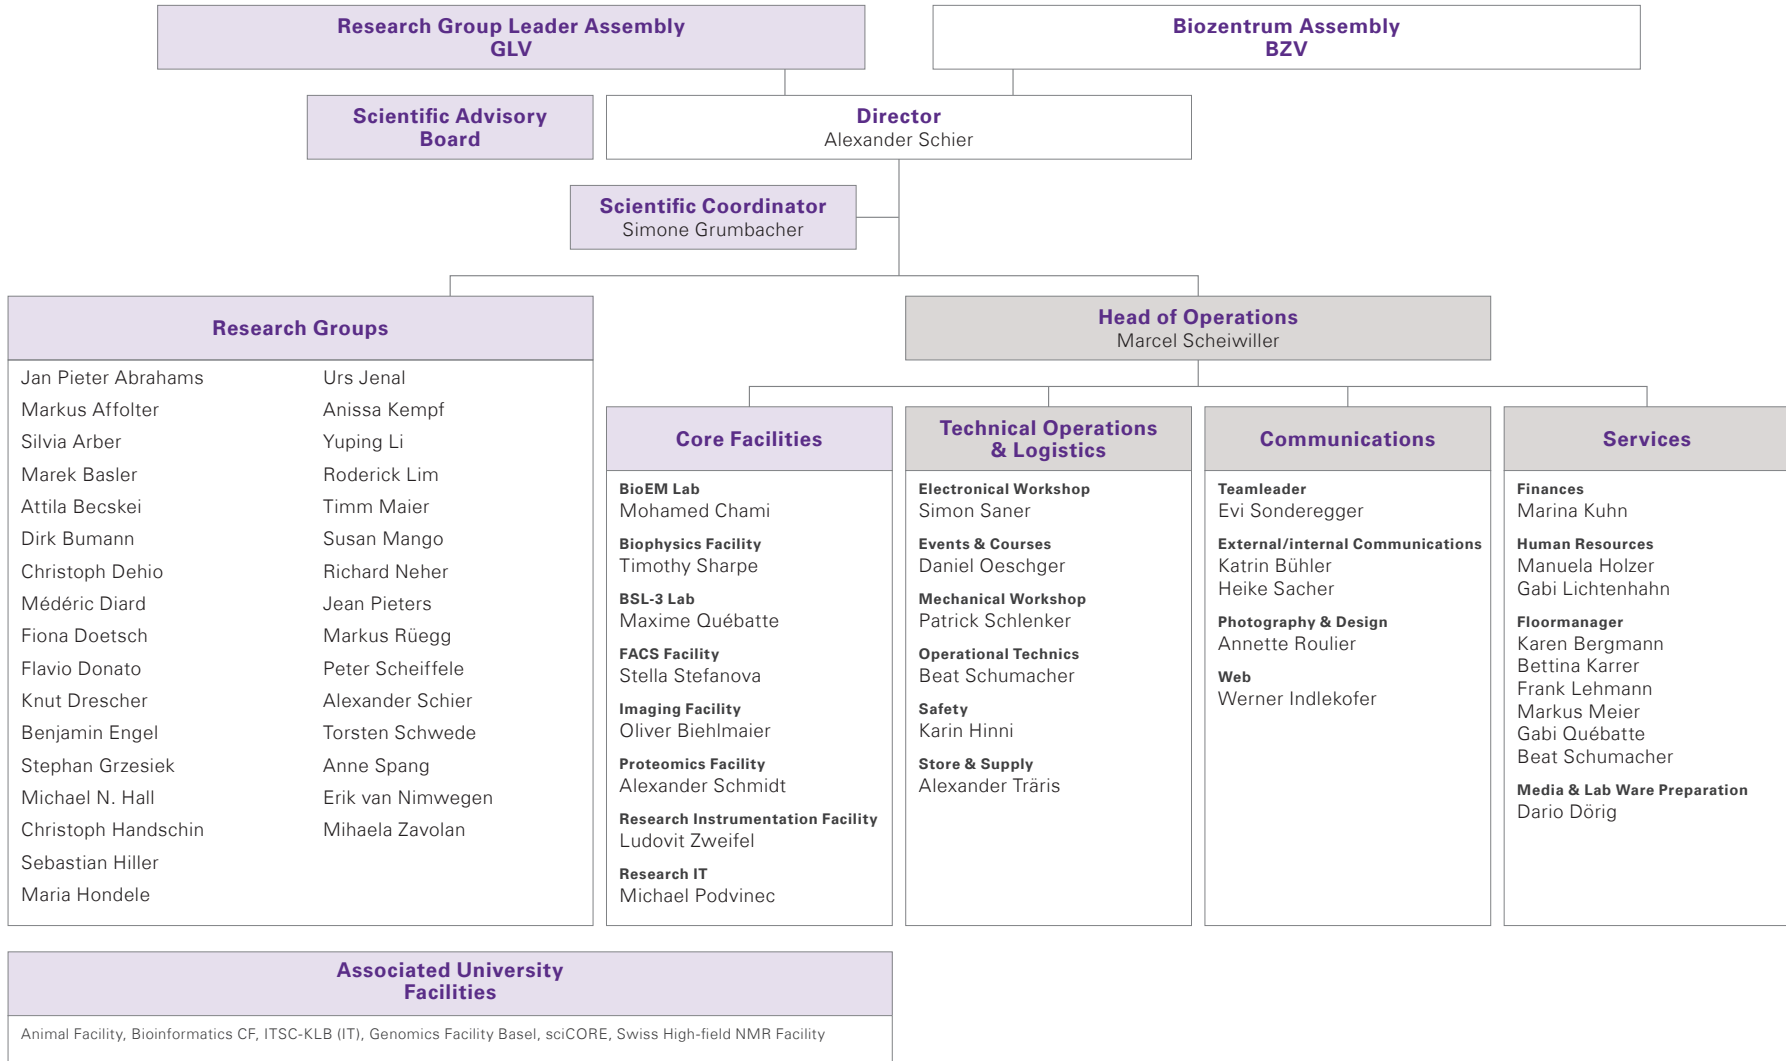 Research Group Leader Assembly
GLV
Biozentrum Assembly
BZV
Scientific Advisory
Board
Director
Alexander Schier
Scientific Coordinator
Simone Grumbacher
Research Groups
Jan Pieter Abrahams
Markus Affolter
Silvia Arber
Marek Basler
Attila Becskei
Dirk Bumann
Christoph Dehio
Médéric Diard
Fiona Doetsch
Flavio Donato
Knut Drescher
Benjamin Engel
Stephan Grzesiek
Michael N. Hall
Christoph Handschin
Sebastian Hiller
Maria Hondele
Urs Jenal
Anissa Kempf
Yuping Li
Roderick Lim
Timm Maier
Susan Mango
Richard Neher
Jean Pieters
Markus Rüegg
Peter Scheiffele
Alexander Schier
Torsten Schwede
Anne Spang
Erik van Nimwegen
Mihaela Zavolan
Head of Operations
Marcel Scheiwiller
Core Facilities
BioEM Lab
Mohamed Chami
Biophysics Facility
Timothy Sharpe
BSL-3 Lab
Maxime Québatte
FACS Facility
Stella Stefanova
Imaging Facility
Oliver Biehlmaier
Proteomics Facility
Alexander Schmidt
Research Instrumentation Facility
Ludovit Zweifel
Research IT
Michael Podvinec
Technical Operations
& Logistics
Electronical Workshop
Simon Saner
Events & Courses
Daniel Oeschger
Mechanical Workshop
Patrick Schlenker
Operational Technics
Beat Schumacher
Safety
Karin Hinni
Store & Supply
Alexander Träris
Communications
Teamleader
Evi Sonderegger
External/internal Communications
Katrin Bühler
Heike Sacher
Photography & Design
Annette Roulier
Web
Werner Indlekofer
Services
Finances
Marina Kuhn
Human Resources
Manuela Holzer
Gabi Lichtenhahn
Floormanager
Karen Bergmann
Bettina Karrer
Frank Lehmann
Markus Meier
Gabi Québatte
Beat Schumacher
Media & Lab Ware Preparation
Dario Dörig
Associated University
Facilities
Animal Facility, Bioinformatics CF, ITSC-KLB (IT), Genomics Facility Basel, sciCORE, Swiss High-field NMR Facility